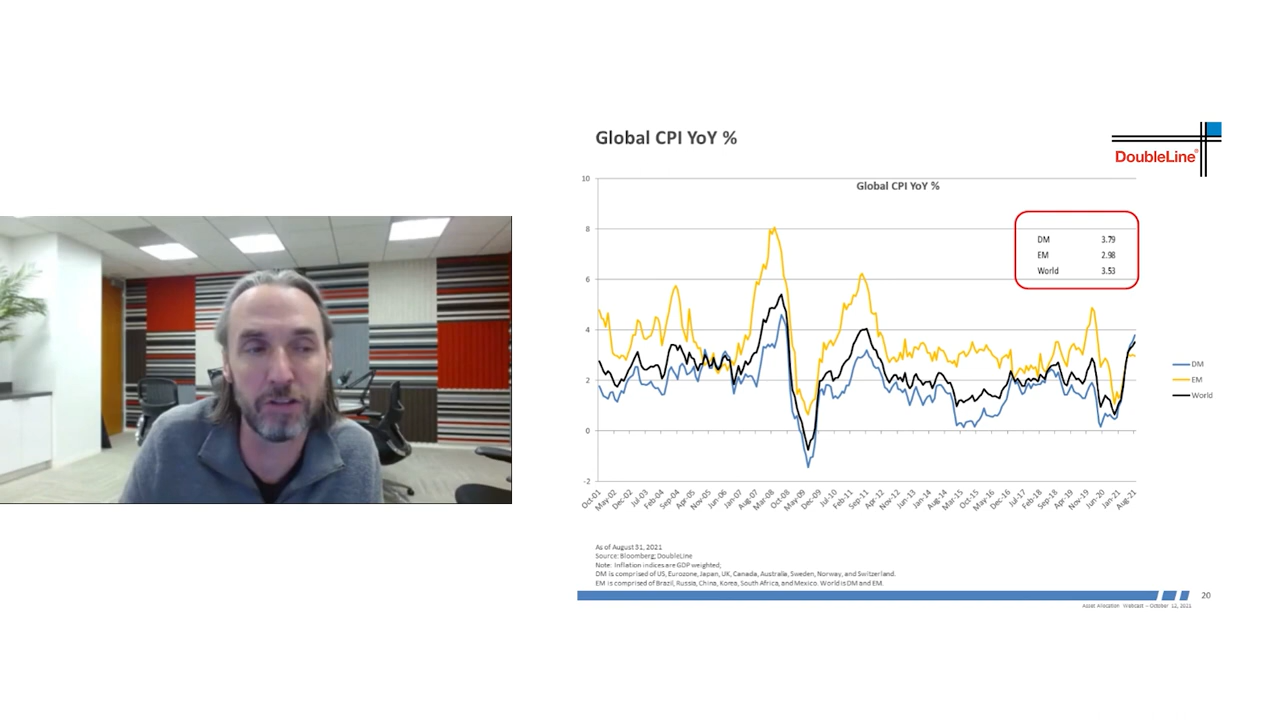 Global CPI YoY %
DoubleLine®
Global CPI YoY %
10
8
6
4
2
0
-2
DM 3.79
EM 2.98
World 3.53
DM
EM
World
Oct-01 May-02 Dec-02 Jul-03 Feb-04 Sep-04 Apr-05 Nov-05 Jun-06 Jan-07 Aug-07 Mar-08 Oct-08 May-09 Dec-09 Jul-10 Feb-11 Sep-11 Apr-12 Nov-12 Jun-13 Jan-14 Aug-14 Mar-15 Oct-15 May-16 Dec-16 Jul-17 Feb-18 Sep-18 Apr-19 Nov-19 Jun-20 Jan-21 Aug-21
As of August 31, 2021
Source: Bloomberg; DoubleLine
Note: Inflation indices are GDP weighted;
DM is comprised of US, Eurozone, Japan, UK, Canada, Australia, Sweden, Norway, and Switzerland.
EM is comprised of Brazil, Russia, China, Korea, South Africa, and Mexico. World is DM and EM.
20
Asset Allocation Webcast – October 12, 2021